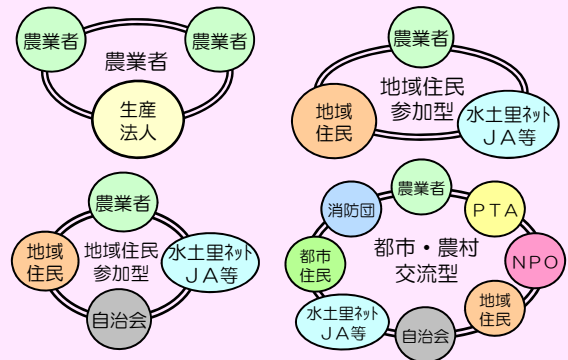 農業者
農業者
農業者
生産
法人
農業者
地域住民
参加型
地域
住民
水土里ネット
ＪＡ等
農業者
地域
住民
地域住民
参加型
水土里ネット
ＪＡ等
自治会
農業者
消防団
ＰＴＡ
都市
住民
都市・農村
交流型
ＮＰＯ
水土里ネット
ＪＡ等
地域
住民
自治会